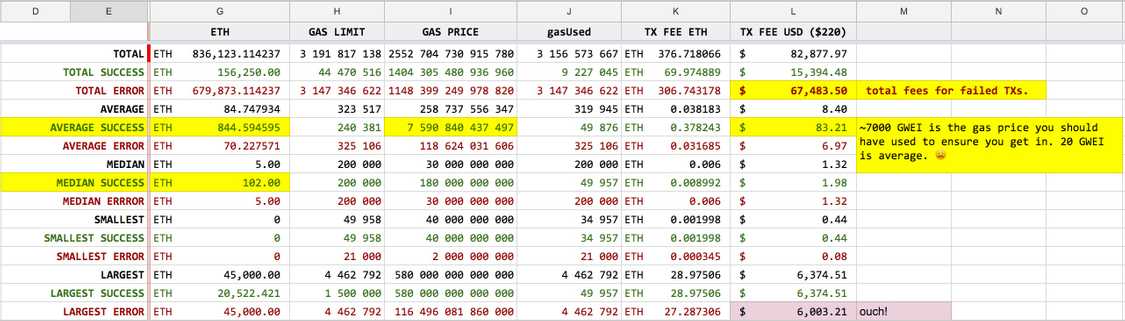 D E G H I J K L M N O
ETH GAS LIMIT GAS PRICE gasUsed TX FEE ETH TX FEE USD ($220)
TOTAL ETH 836,123.114237 3 191 817 138 2552 704 730 915 780 3 156 573 667 ETH 376.718066 $ 82,877.97
TOTAL SUCCESS ETH 156,250.00 44 470 516 1404 305 480 936 960 9 227 045 ETH 69.974889 $ 15,394.48
TOTAL ERROR ETH 679,873.114237 3 147 346 622 1148 399 249 978 820 3 147 346 622 ETH 306.743178 $ 67,483.50 total fees for failed TXs.
AVERAGE ETH 84.747934 323 517 258 737 556 347 319 945 ETH 0.038183 $ 8.40
AVERAGE SUCCESS ETH 844.594595 240 381 7 590 840 437 497 49 876 ETH 0.378243 $ 83.21 ~7000 GWEI is the gas price you should
have used to ensure you get in. 20 GWEI
is average. 😩
AVERAGE ERROR ETH 70.227571 325 106 118 624 031 606 325 106 ETH 0.031685 $ 6.97
MEDIAN ETH 5.00 200 000 30 000 000 000 200 000 ETH 0.006 $ 1.32
MEDIAN SUCCESS ETH 102.00 200 000 180 000 000 000 49 957 ETH 0.008992 $ 1.98
MEDIAN ERRROR ETH 5.00 200 000 30 000 000 000 200 000 ETH 0.006 $ 1.32
SMALLEST ETH 0 49 958 40 000 000 000 34 957 ETH 0.001998 $ 0.44
SMALLEST SUCCESS ETH 0 49 958 40 000 000 000 34 957 ETH 0.001998 $ 0.44
SMALLEST ERROR ETH 0 21 000 2 000 000 000 21 000 ETH 0.000345 $ 0.08
LARGEST ETH 45,000.00 4 462 792 580 000 000 000 000 4 462 792 ETH 28.97506 $ 6,374.51
LARGEST SUCCESS ETH 20,522.421 1 500 000 580 000 000 000 000 49 957 ETH 28.97506 $ 6,374.51
LARGEST ERROR ETH 45,000.00 4 462 792 116 496 081 860 000 4 462 792 ETH 27.287306 $ 6,003.21 ouch!